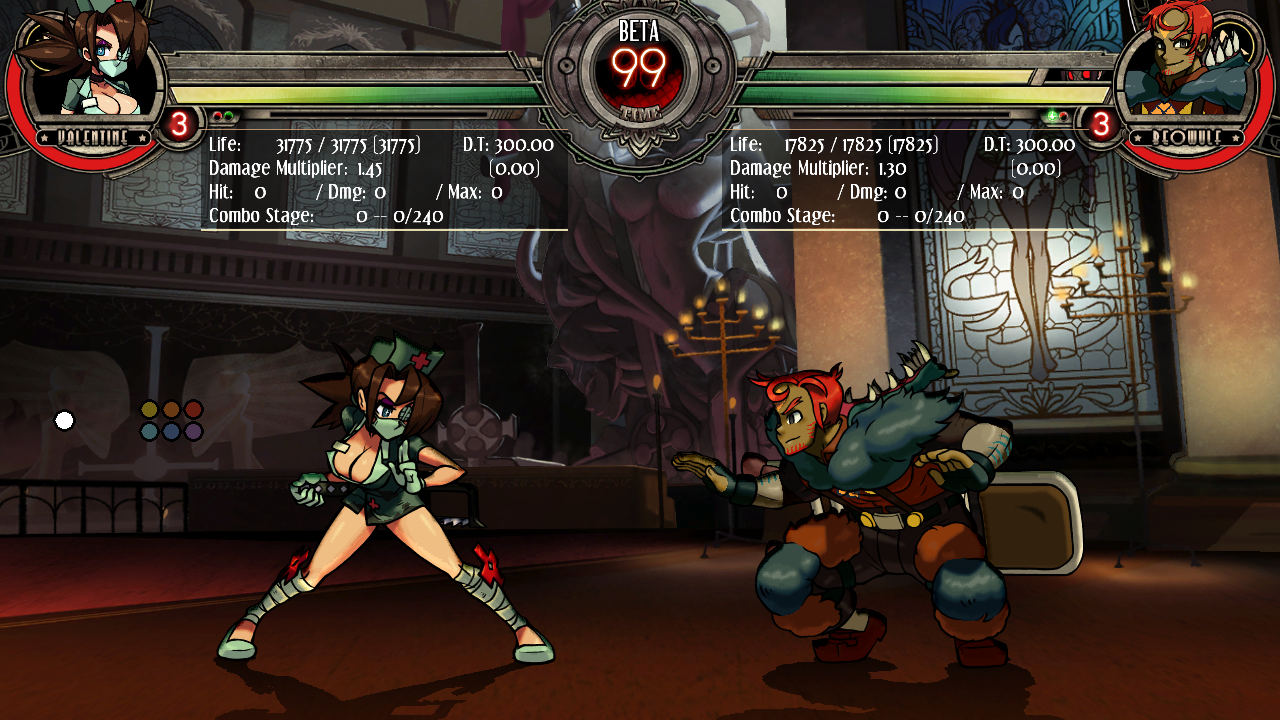 BETA
99
TIME
VALENTINE
3
3
BEOWULF
Life: 31775 / 31775 [31775] D.T: 300.00
Damage Multiplier: 1.45 [0.00]
Hit: 0 / Dmg: 0 / Max: 0
Combo Stage: 0 -- 0/240
Life: 17825 / 17825 [17825] D.T: 300.00
Damage Multiplier: 1.30 [0.00]
Hit: 0 / Dmg: 0 / Max: 0
Combo Stage: 0 -- 0/240